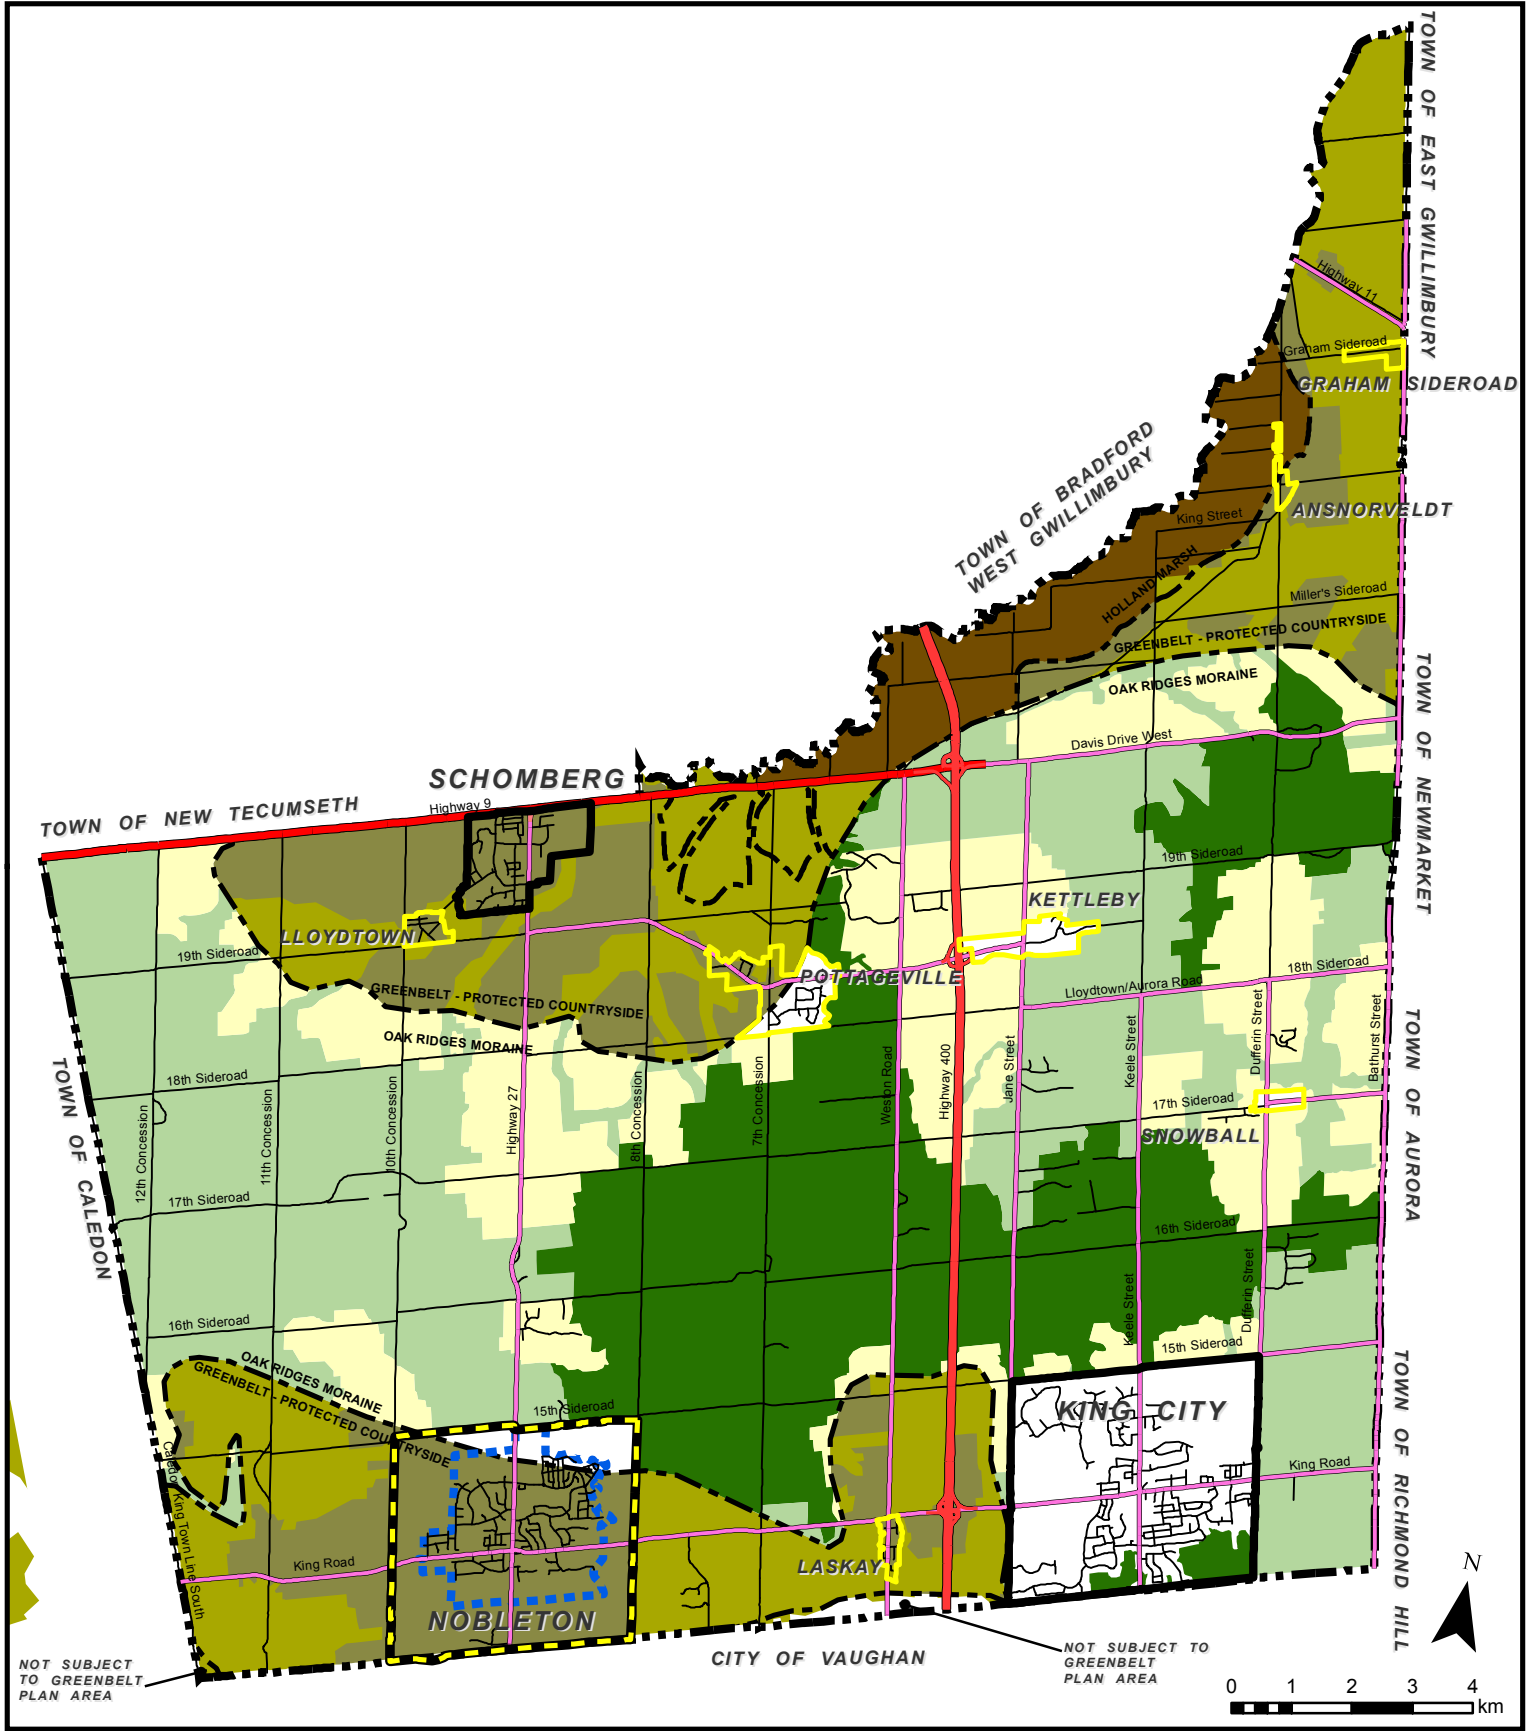 TOWN OF EAST GWILLIMBURY
Highway 11
Graham Sideroad
GRAHAM SIDEROAD
TOWN OF BRADFORD
WEST GWILLIMBURY
ANSNORVELDT
King Street
HOLLAND MARSH
Miller's Sideroad
GREENBELT - PROTECTED COUNTRYSIDE
OAK RIDGES MORAINE
TOWN OF NEWMARKET
Davis Drive West
SCHOMBERG
Highway 9
TOWN OF NEW TECUMSETH
19th Sideroad
KETTLEBY
LLOYDTOWN
19th Sideroad
POTTAGEVILLE
18th Sideroad
Lloydtown/Aurora Road
GREENBELT - PROTECTED COUNTRYSIDE
OAK RIDGES MORAINE
TOWN OF CALEDON
18th Sideroad
12th Concession
11th Concession
10th Concession
Highway 27
8th Concession
7th Concession
Weston Road
Highway 400
Jane Street
Keele Street
Dufferin Street
Bathurst Street
TOWN OF AURORA
17th Sideroad
SNOWBALL
17th Sideroad
16th Sideroad
16th Sideroad
Keele Street
Dufferin Street
15th Sideroad
OAK RIDGES MORAINE
GREENBELT - PROTECTED COUNTRYSIDE
15th Sideroad
KING CITY
TOWN OF RICHMOND HILL
Caledon King Town Line South
King Road
King Road
LASKAY
NOBLETON
CITY OF VAUGHAN
NOT SUBJECT
TO GREENBELT
PLAN AREA
NOT SUBJECT TO
GREENBELT
PLAN AREA
N
0 1 2 3 4
km